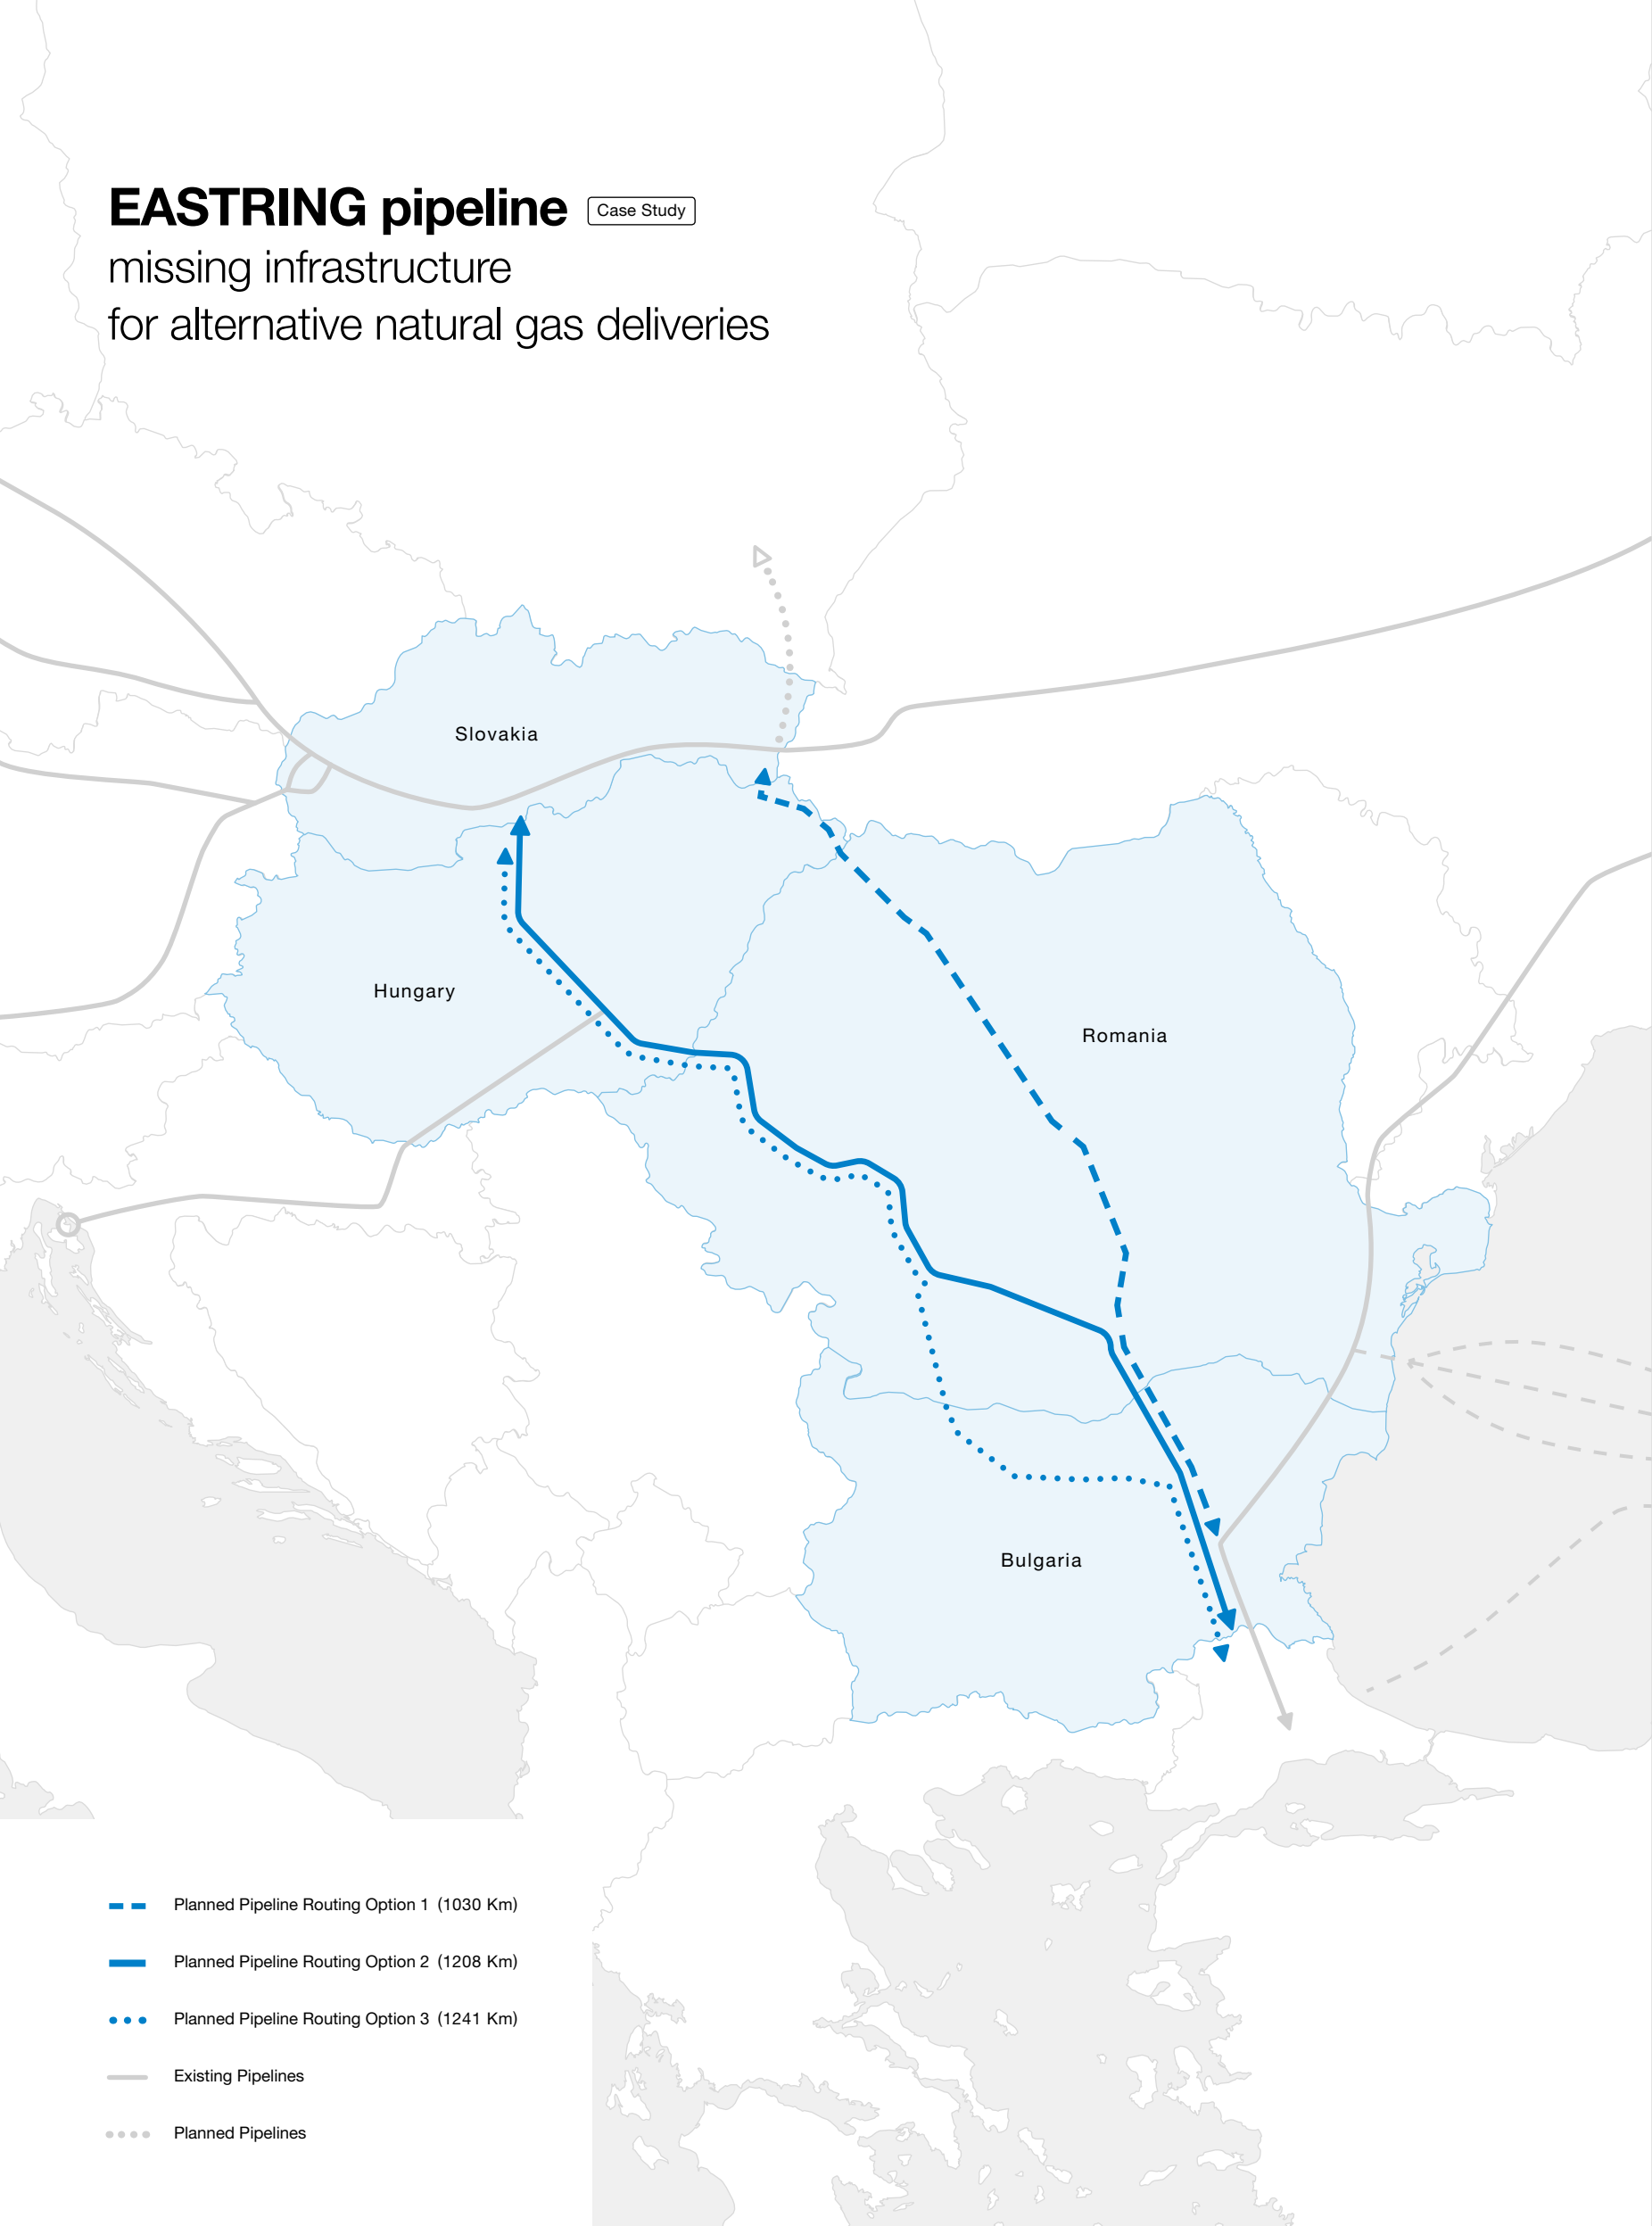 EASTRING pipeline Case Study
missing infrastructure
for alternative natural gas deliveries
Slovakia
Hungary
Romania
Bulgaria
Planned Pipeline Routing Option 1 (1030 Km)
Planned Pipeline Routing Option 2 (1208 Km)
Planned Pipeline Routing Option 3 (1241 Km)
Existing Pipelines
Planned Pipelines